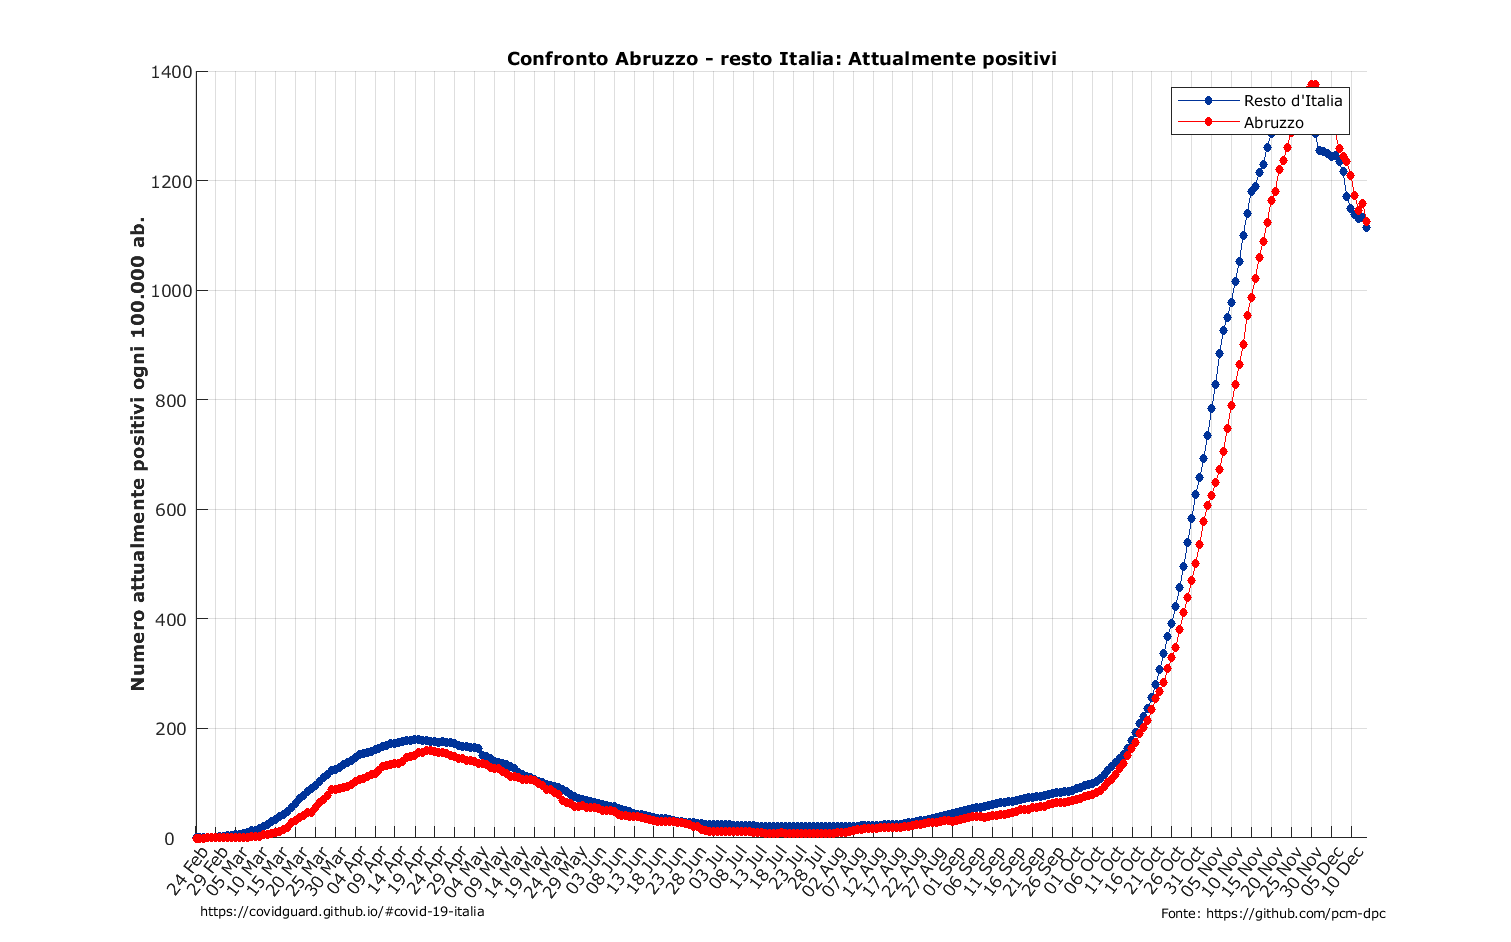 Confronto Abruzzo - resto Italia: Attualmente positivi
Numero attualmente positivi ogni 100.000 ab.
1400
1200
1000
800
600
400
200
0
Resto d'Italia
Abruzzo
24 Feb
29 Feb
05 Mar
10 Mar
15 Mar
20 Mar
25 Mar
30 Mar
04 Apr
09 Apr
14 Apr
19 Apr
24 Apr
29 Apr
04 May
09 May
14 May
19 May
24 May
29 May
03 Jun
08 Jun
13 Jun
18 Jun
23 Jun
28 Jun
03 Jul
08 Jul
13 Jul
18 Jul
23 Jul
28 Jul
02 Aug
07 Aug
12 Aug
17 Aug
22 Aug
27 Aug
01 Sep
06 Sep
11 Sep
16 Sep
21 Sep
26 Sep
01 Oct
06 Oct
11 Oct
16 Oct
21 Oct
26 Oct
31 Oct
05 Nov
10 Nov
15 Nov
20 Nov
25 Nov
30 Nov
05 Dec
10 Dec
https://covidguard.github.io/#covid-19-italia
Fonte: https://github.com/pcm-dpc